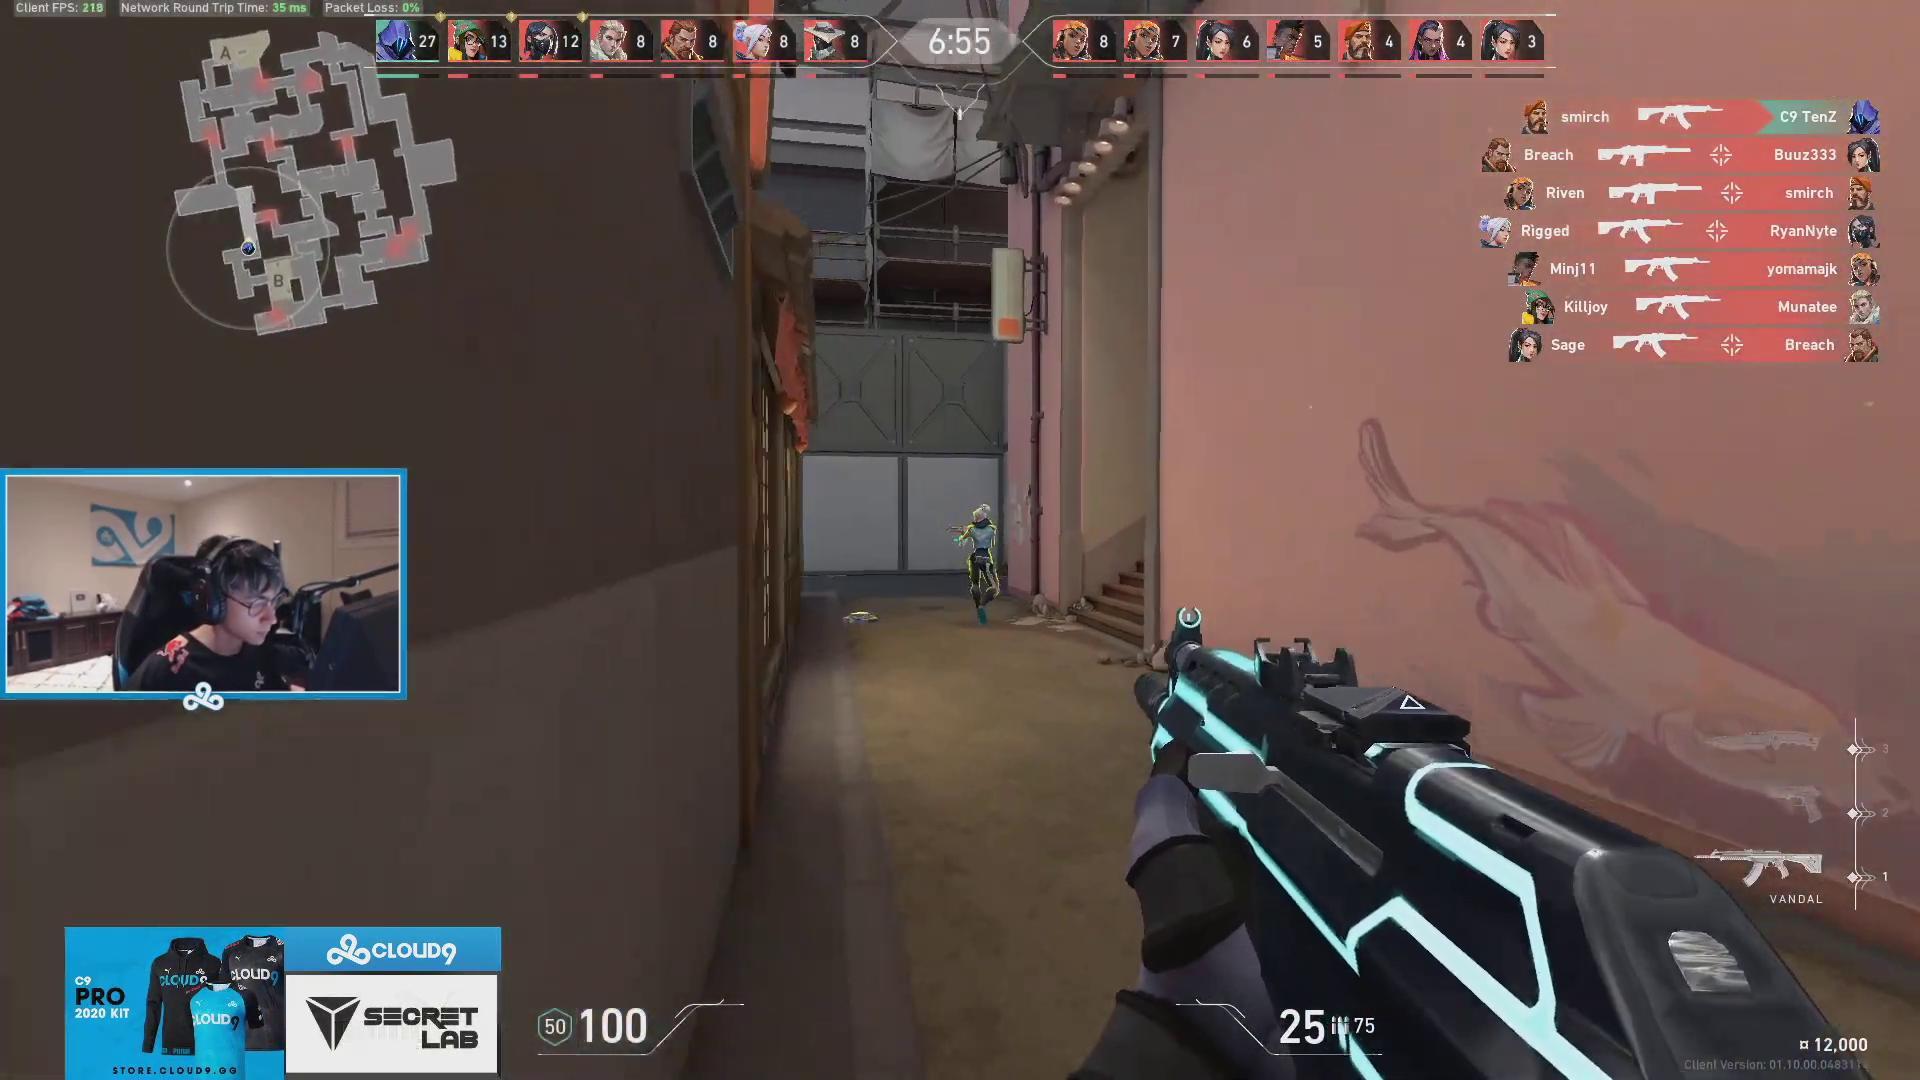 Client FPS: 218 Network Round Trip Time: 35 ms Packet Loss: 0%
27 13 12 8 8 8 8 6:55 8 7 6 5 4 4 3
A
B
smirch C9 TenZ
Breach Buuz333
Riven smirch
Rigged RyanNyte
Minj11 yomamajk
Killjoy Munatee
Sage Breach
3
2
1
VANDAL
C9
PRO
2020 KIT
CLOUD9
CLOUD9
CLOUD9
STORE.CLOUD9.GG
CLOUD9
SECRET
LAB
50 100
25 75
¤ 12,000